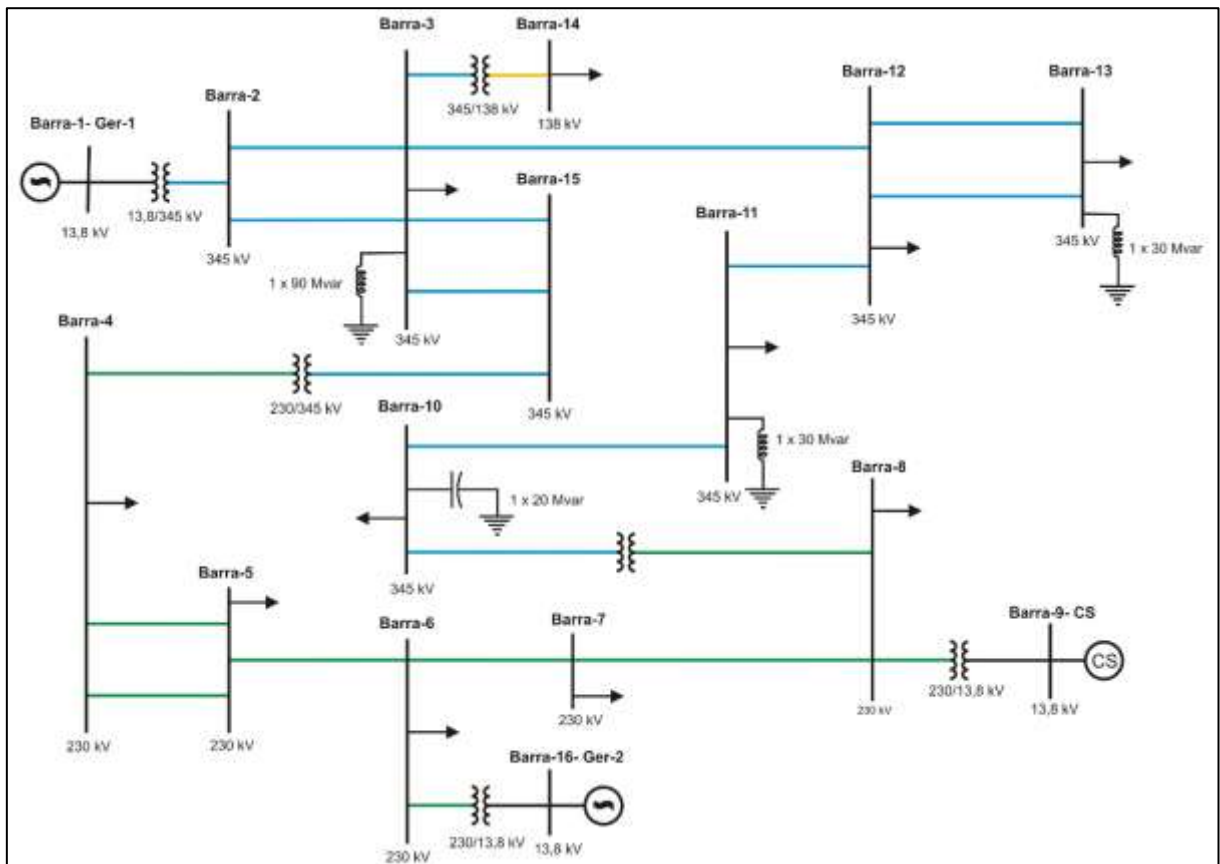 Barra-3
Barra-14
Barra-12
Barra-13
Barra-2
345/138 kV
138 kV
Barra-1- Ger-1
Barra-15
13,8/345 kV
13,8 kV
Barra-11
345 kV
345 kV
1 x 30 Mvar
1 x 90 Mvar
345 kV
345 kV
Barra-4
230/345 kV
345 kV
Barra-10
1 x 30 Mvar
Barra-8
345 kV
1 x 20 Mvar
345 kV
Barra-5
Barra-6
Barra-7
Barra-9- CS
CS
230/13,8 kV
13,8 kV
230 kV
230 kV
230 kV
230 kV
Barra-16- Ger-2
230/13,8 kV
13,8 kV
230 kV